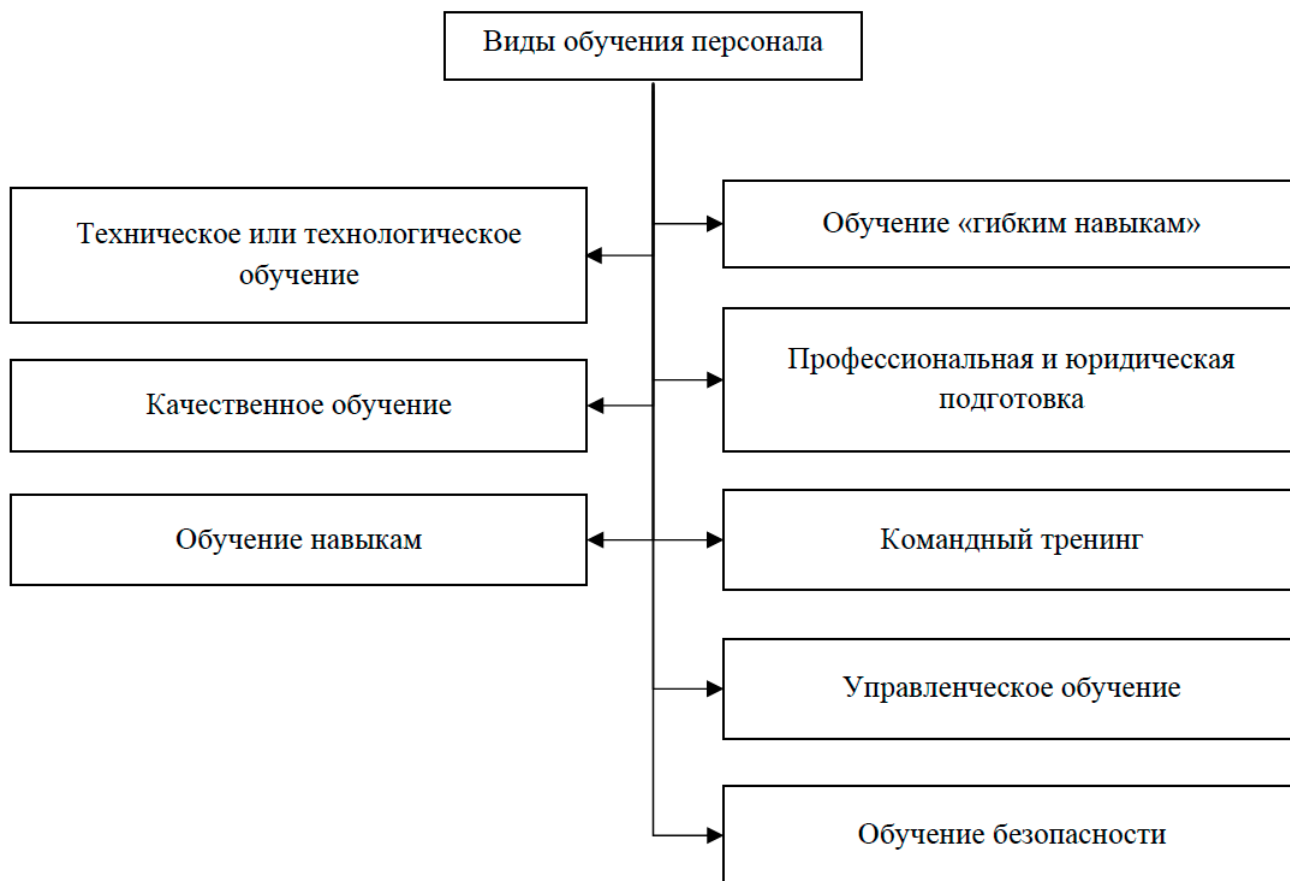 Виды обучения персонала
Техническое или технологическое
обучение
Качественное обучение
Обучение навыкам
Обучение «гибким навыкам»
Профессиональная и юридическая
подготовка
Командный тренинг
Управленческое обучение
Обучение безопасности